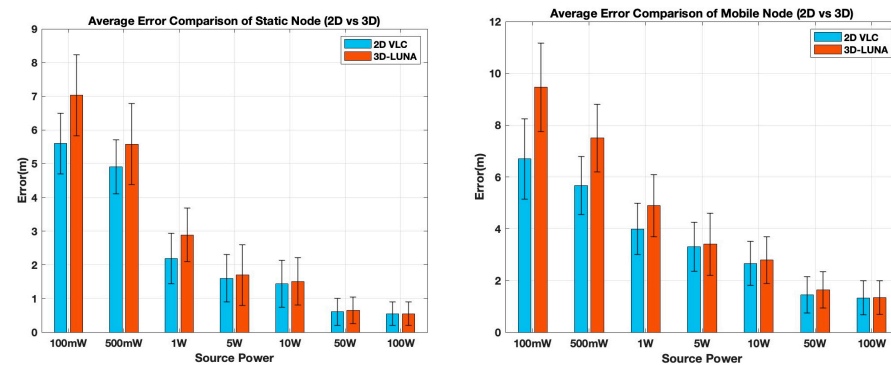 Average Error Comparison of Static Node (2D vs 3D)
9
8
7
6
5
4
3
2
1
0
Error(m)
2D VLC
3D-LUNA
100mW 500mW 1W 5W 10W 50W 100W
Source Power
Average Error Comparison of Mobile Node (2D vs 3D)
12
10
8
6
4
2
0
Error(m)
2D VLC
3D-LUNA
100mW 500mW 1W 5W 10W 50W 100W
Source Power